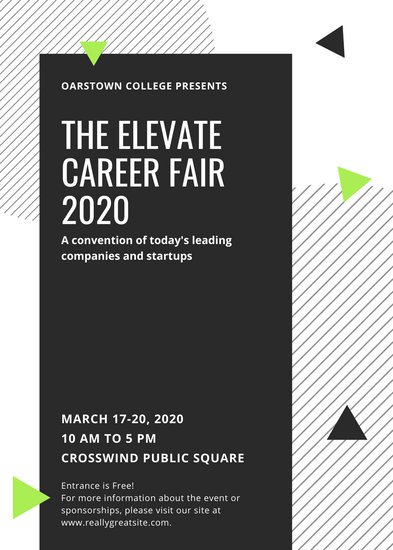 OARSTOWN COLLEGE PRESENTS
THE ELEVATE
CAREER FAIR
2020
A convention of today's leading
companies and startups
MARCH 17-20, 2020
10 AM TO 5 PM
CROSSWIND PUBLIC SQUARE
Entrance is Free!
For more information about the event or
sponsorships, please visit our site at
www.reallygreatsite.com.